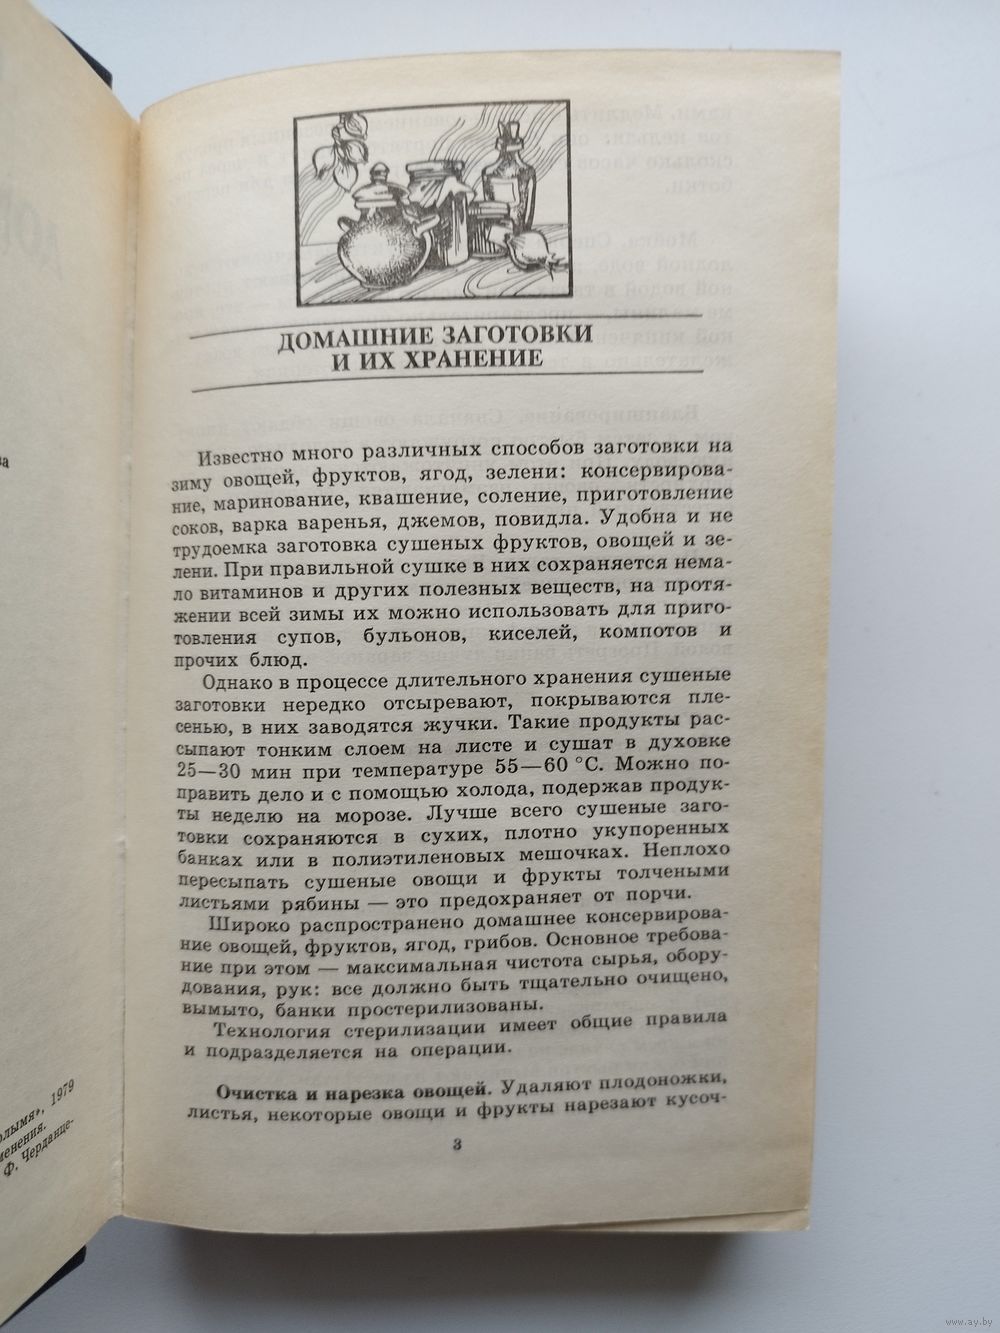 ДОМАШНИЕ ЗАГОТОВКИ
И ИХ ХРАНЕНИЕ
Известно много различных способов заготовки на
зиму овощей, фруктов, ягод, зелени: консервирова-
ние, маринование, квашение, соление, приготовление
соков, варка варенья, джемов, повидла. Удобна и не
трудоемка заготовка сушеных фруктов, овощей и зе-
лени. При правильной сушке в них сохраняется нема-
ло витаминов и других полезных веществ, на протя-
жении всей зимы их можно использовать для приго-
товления супов, бульонов, киселей, компотов и
прочих блюд.
Однако в процессе длительного хранения сушеные
заготовки нередко отсыревают, покрываются пле-
сенью, в них заводятся жучки. Такие продукты рас-
сыпают тонким слоем на листе и сушат в духовке
25—30 мин при температуре 55—60 °С. Можно по-
править дело и с помощью холода, подержав продук-
ты неделю на морозе. Лучше всего сушеные заго-
товки сохраняются в сухих, плотно укупоренных
банках или в полиэтиленовых мешочках. Неплохо
пересыпать сушеные овощи и фрукты толчеными
листьями рябины — это предохраняет от порчи.
Широко распространено домашнее консервирова-
ние овощей, фруктов, ягод, грибов. Основное требова-
ние при этом — максимальная чистота сырья, обору-
дования, рук: все должно быть тщательно очищено,
вымыто, банки простерилизованы.
Технология стерилизации имеет общие правила
и подразделяется на операции.
Очистка и нарезка овощей. Удаляют плодоножки,
листья, некоторые овощи и фрукты нарезают кусоч-
3
лымя», 1979
менения.
Ф. Черданце-
www.ay.by